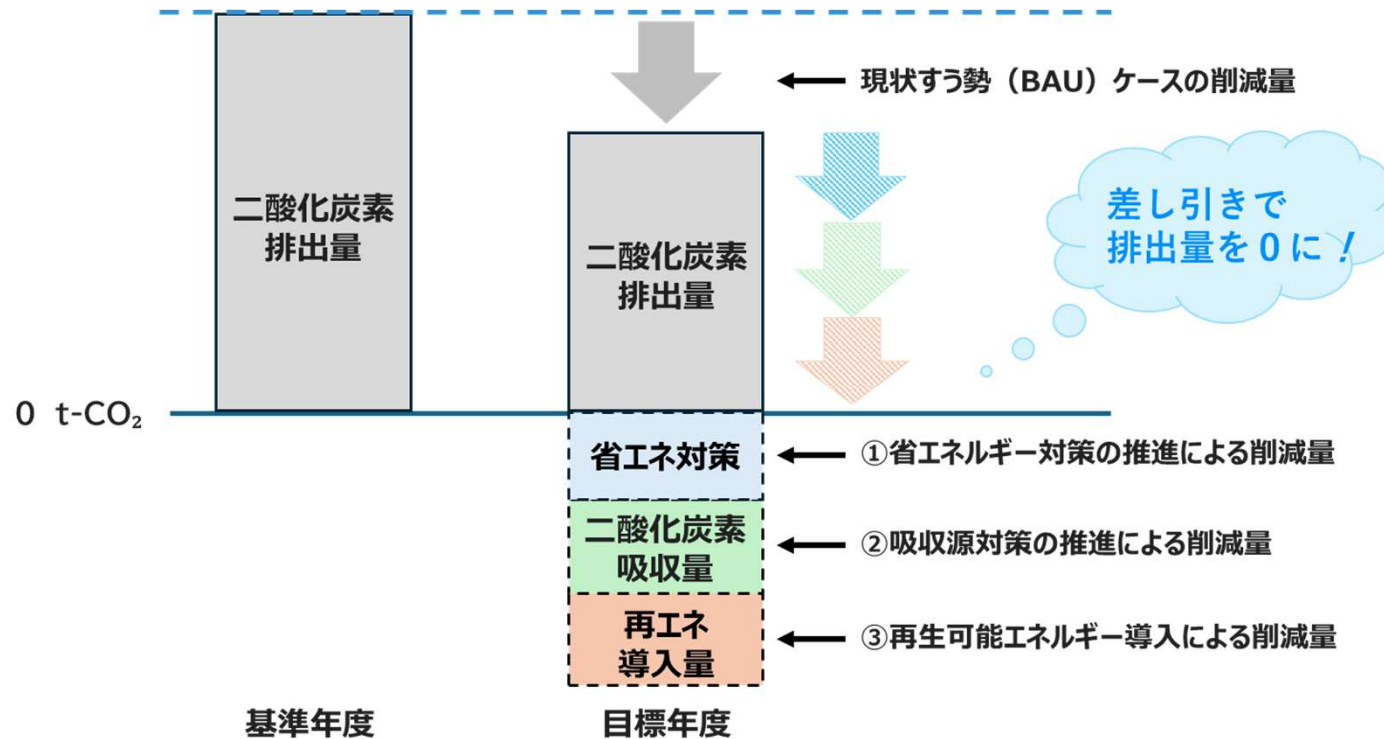 現状すう勢（BAU）ケースの削減量
二酸化炭素
排出量
二酸化炭素
排出量
差し引きで
排出量を０に！
0 t-CO₂
省エネ対策
①省エネルギー対策の推進による削減量
二酸化炭素
吸収量
②吸収源対策の推進による削減量
再エネ
導入量
③再生可能エネルギー導入による削減量
基準年度
目標年度